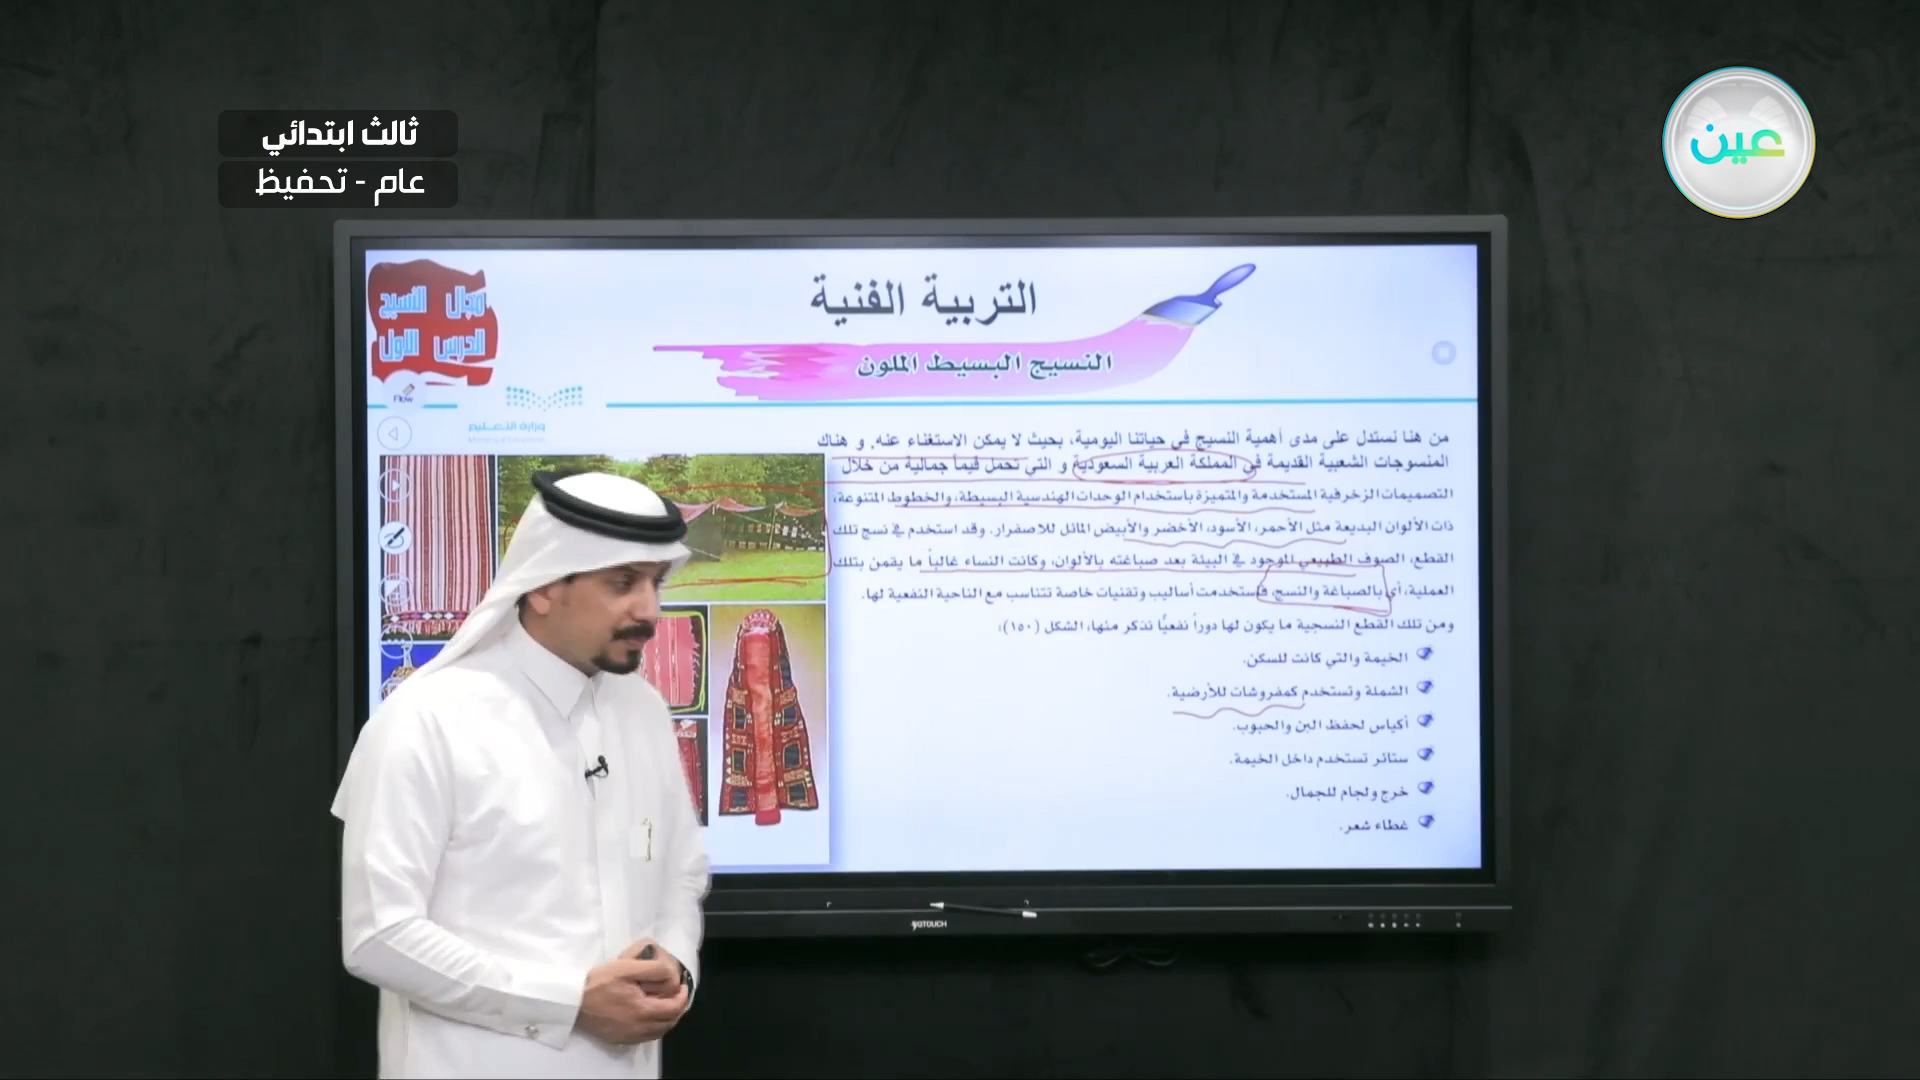 ثالث ابتدائي
عام - تحفيظ
عين
مجال النسيج
الدرس الاول
التربية الفنية
النسيج البسيط الملون
Flow
وزارة التعليم
من هنا نستدل على مدى أهمية النسيج في حياتنا اليومية، بحيث لا يمكن الاستغناء عنه. و هناك
المنسوجات الشعبية القديمة في المملكة العربية السعودية و التي تحمل قيماً جمالية من خلال
التصميمات الزخرفية المستخدمة والمتميزة باستخدام الوحدات الهندسية البسيطة، والخطوط المتنوعة،
ذات الألوان البديعة مثل الأحمر، الأسود، الأخضر والأبيض المائل للاصفرار. وقد استخدم في نسج تلك
القطع، الصوف الطبيعي الموجود في البيئة بعد صباغته بالألوان، وكانت النساء غالباً ما يقمن بتلك
العملية، أي بالصباغة والنسج، فاستخدمت أساليب وتقنيات خاصة تتناسب مع الناحية النفعية لها.
ومن تلك القطع النسجية ما يكون لها دوراً نفعيًا نذكر منها، الشكل (١٥٠):
الخيمة والتي كانت للسكن.
الشملة وتستخدم كمفروشات للأرضية.
أكياس لحفظ البن والحبوب.
ستائر تستخدم داخل الخيمة.
خرج ولجام للجمال.
غطاء شعر.